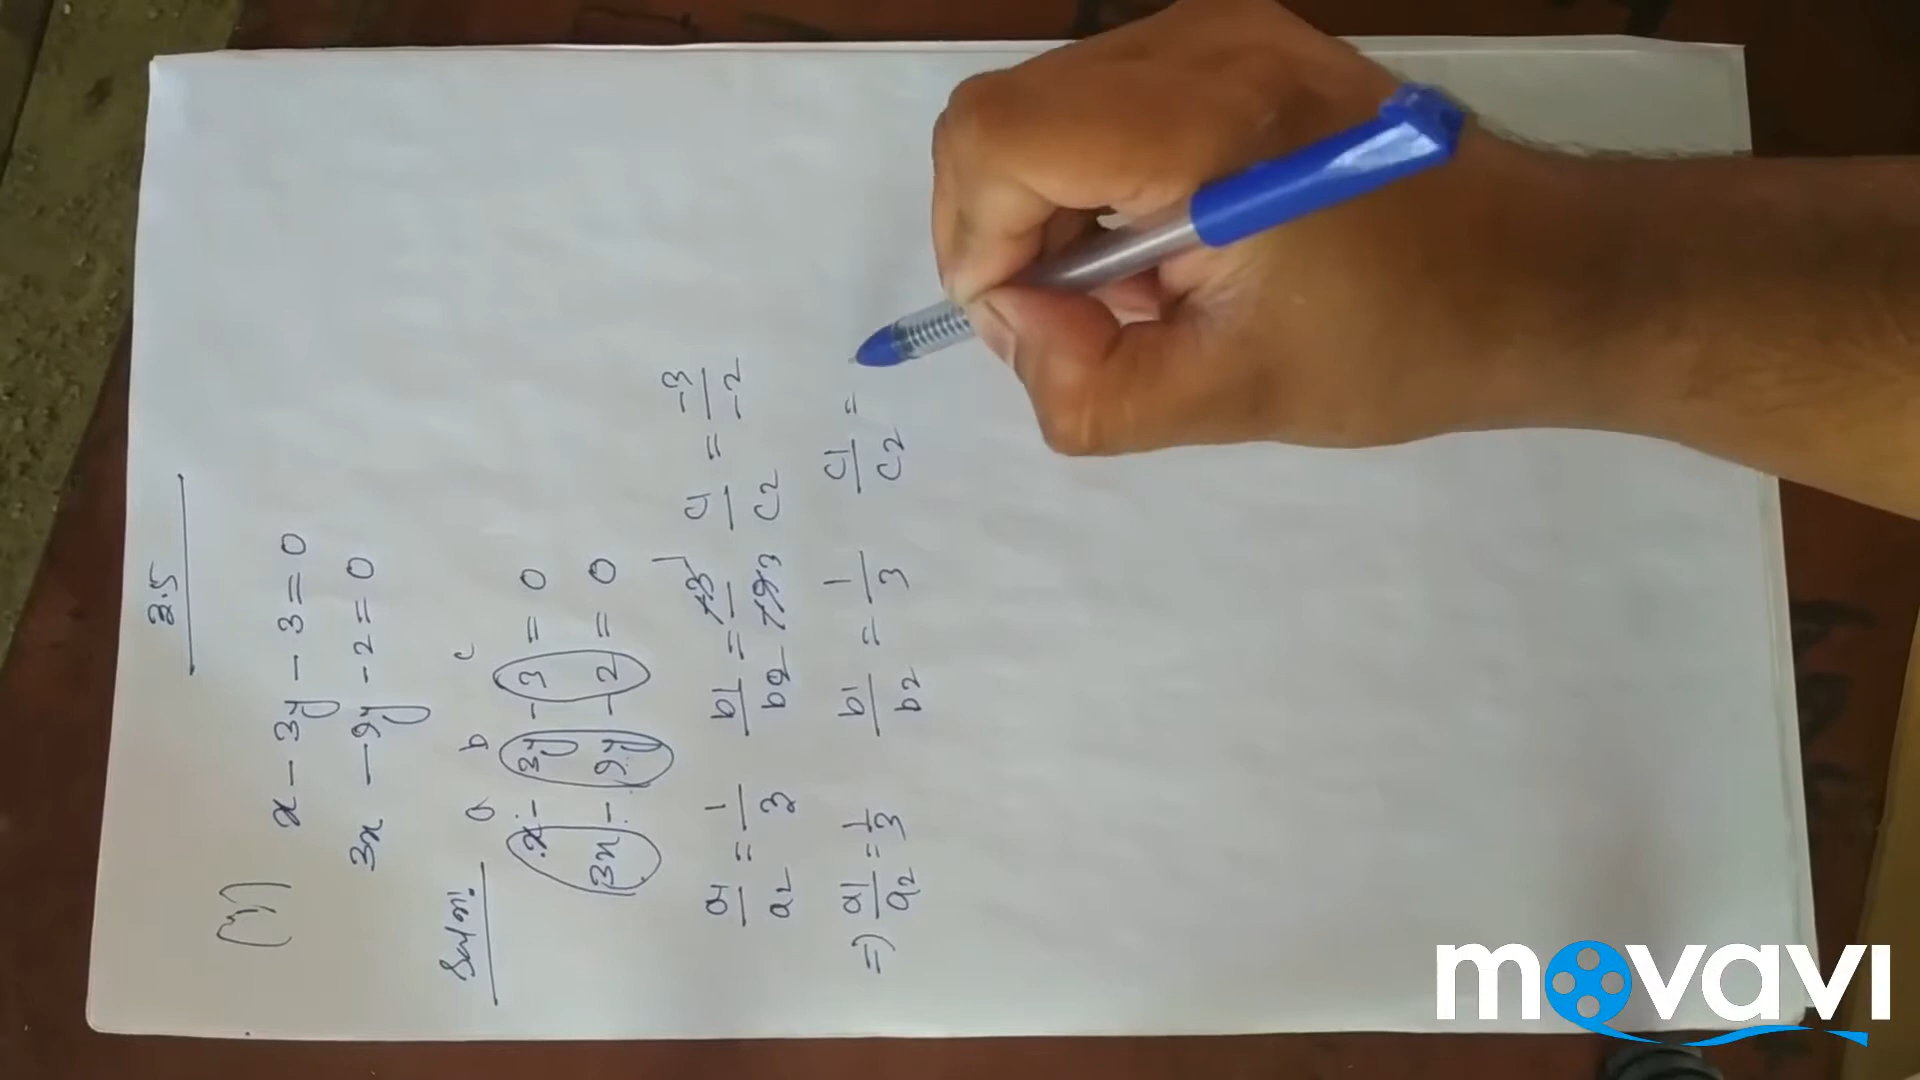 3.5
(1) x - 3y - 3 = 0
3x - 9y - 2 = 0
Sol n:
a b c
x - 3y - 3 = 0
3x - 9y - 2 = 0
a1/a2 = 1/3 b1/b2 = -3/-9 1/3 c1/c2 = -3/-2
=> a1/a2 = 1/3 b1/b2 = 1/3 c1/c2 =
movavi